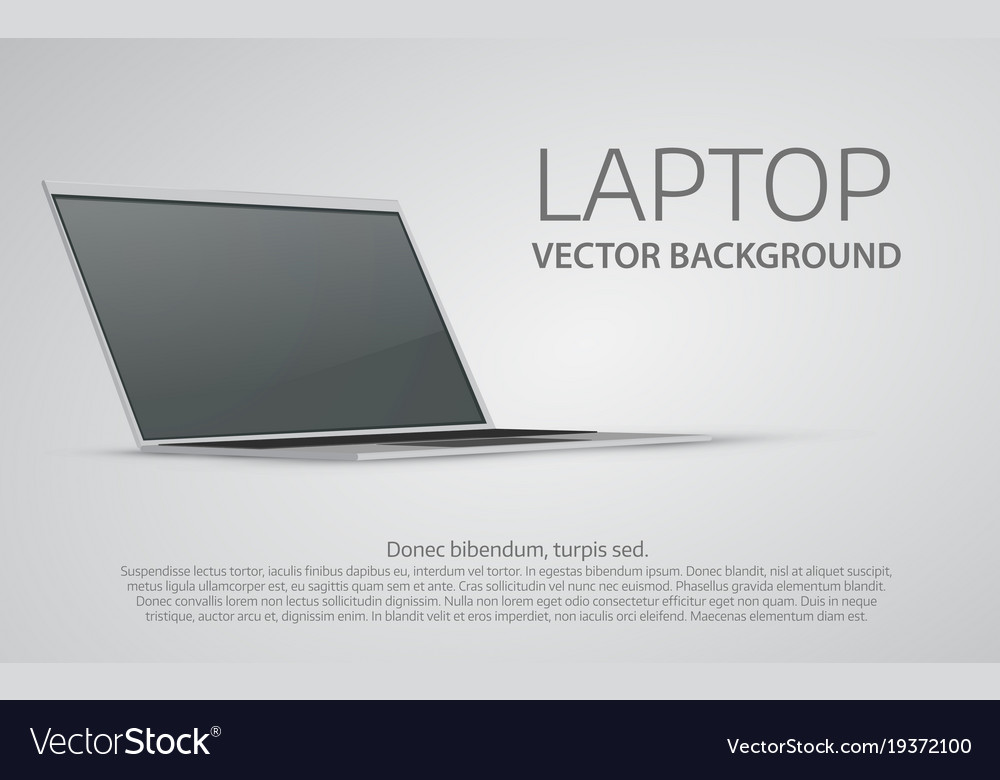 LAPTOP
VECTOR BACKGROUND
Donec bibendum, turpis sed.
Suspendisse lectus tortor, iaculis finibus dapibus eu, interdum vel tortor. In egestas bibendum ipsum. Donec blandit, nisl at aliquet suscipit,
metus ligula ullamcorper est, eu sagittis quam sem et ante. Cras sollicitudin vel nunc nec euismod. Phasellus gravida elementum blandit.
Donec convallis lorem non lectus sollicitudin dignissim. Nulla non lorem eget odio consectetur efficitur eget non quam. Duis in neque
tristique, auctor arcu et, dignissim enim. In blandit velit et eros imperdiet, non iaculis orci eleifend. Maecenas elementum diam est.
VectorStock®
VectorStock.com/19372100